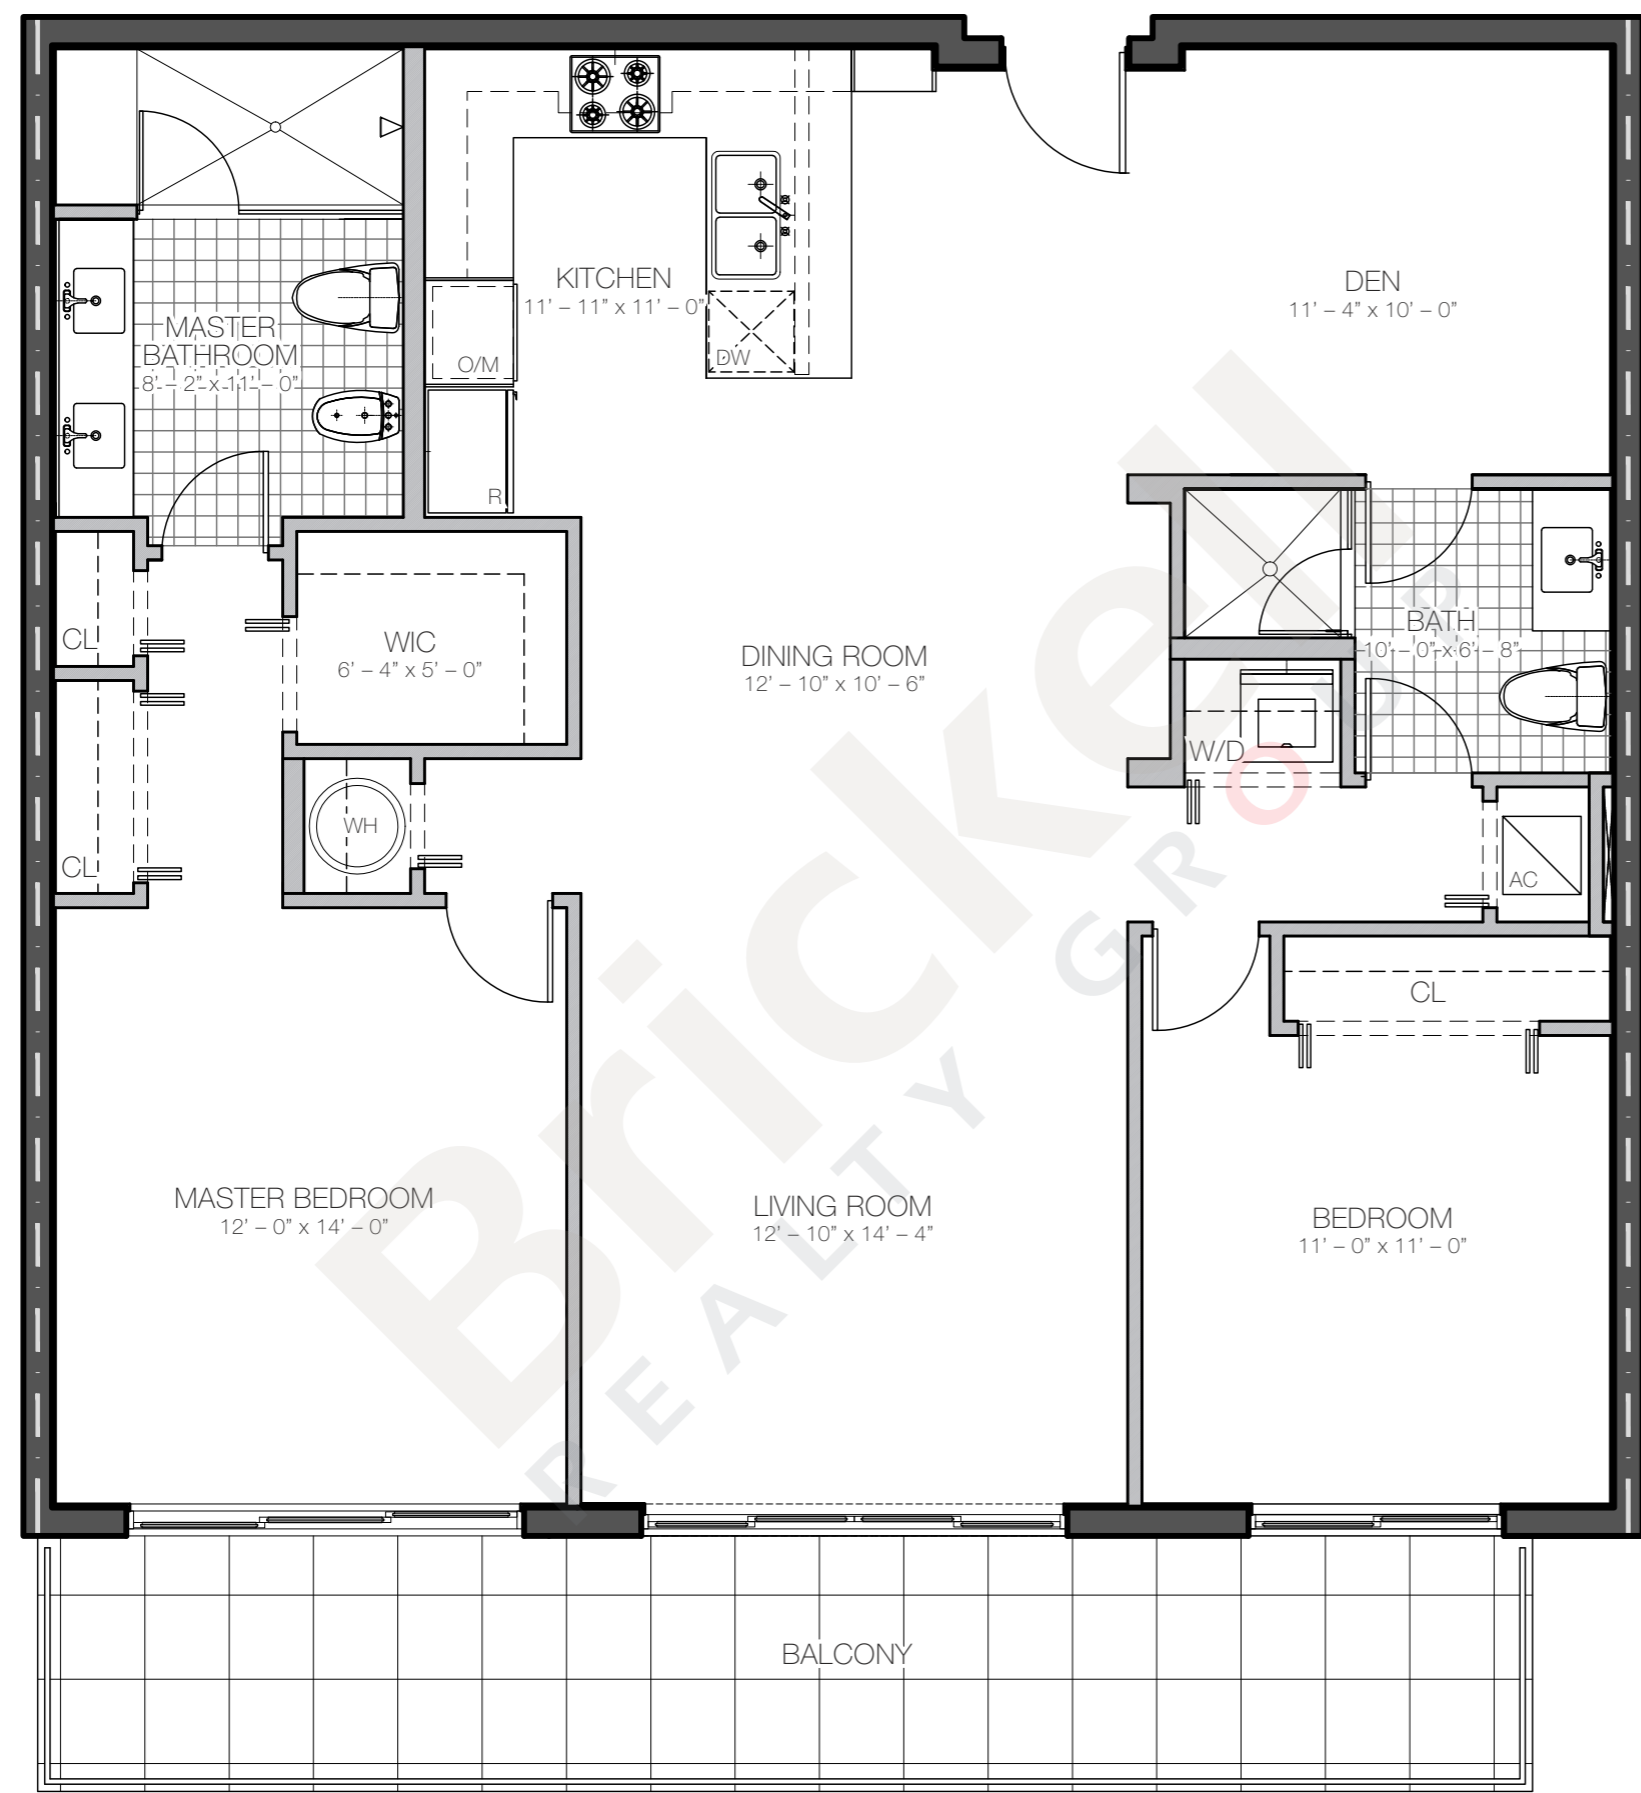 KITCHEN
11’ – 11” x 11’ – 0”
DEN
11’ – 4” x 10’ – 0”
MASTER
BATHROOM
8’ – 2” x 11’ – 0”
O/M
DW
R
CL
WIC
6’ – 4” x 5’ – 0”
DINING ROOM
12’ – 10” x 10’ – 6”
BATH
10’ – 0” x 6’ – 8”
W/D
WH
CL
AC
CL
MASTER BEDROOM
12’ – 0” x 14’ – 0”
LIVING ROOM
12’ – 10” x 14’ – 4”
BEDROOM
11’ – 0” x 11’ – 0”
BALCONY
Brickell
REALTY GROUP